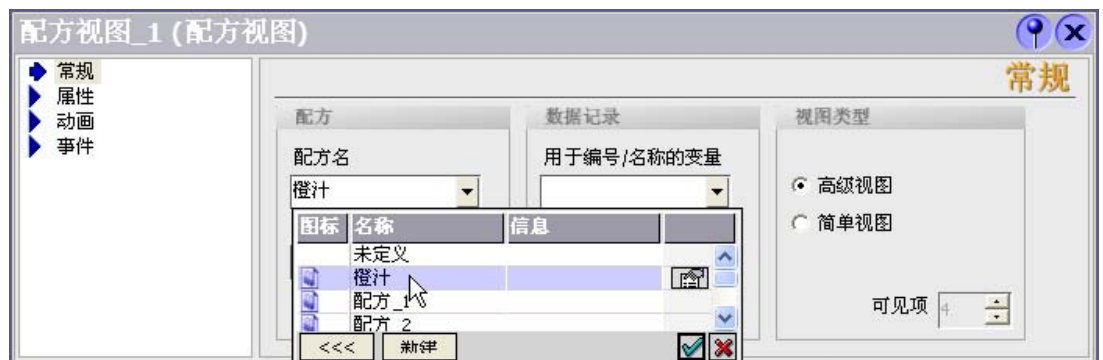 配方视图_1 (配方视图)
常规
属性
动画
事件
常规
配方
配方名
橙汁
图标 名称 信息
未定义
橙汁
配方_1
配方_2
<<< 新建
数据记录
用于编号/名称的变量
视图类型
高级视图
简单视图
可见项 4